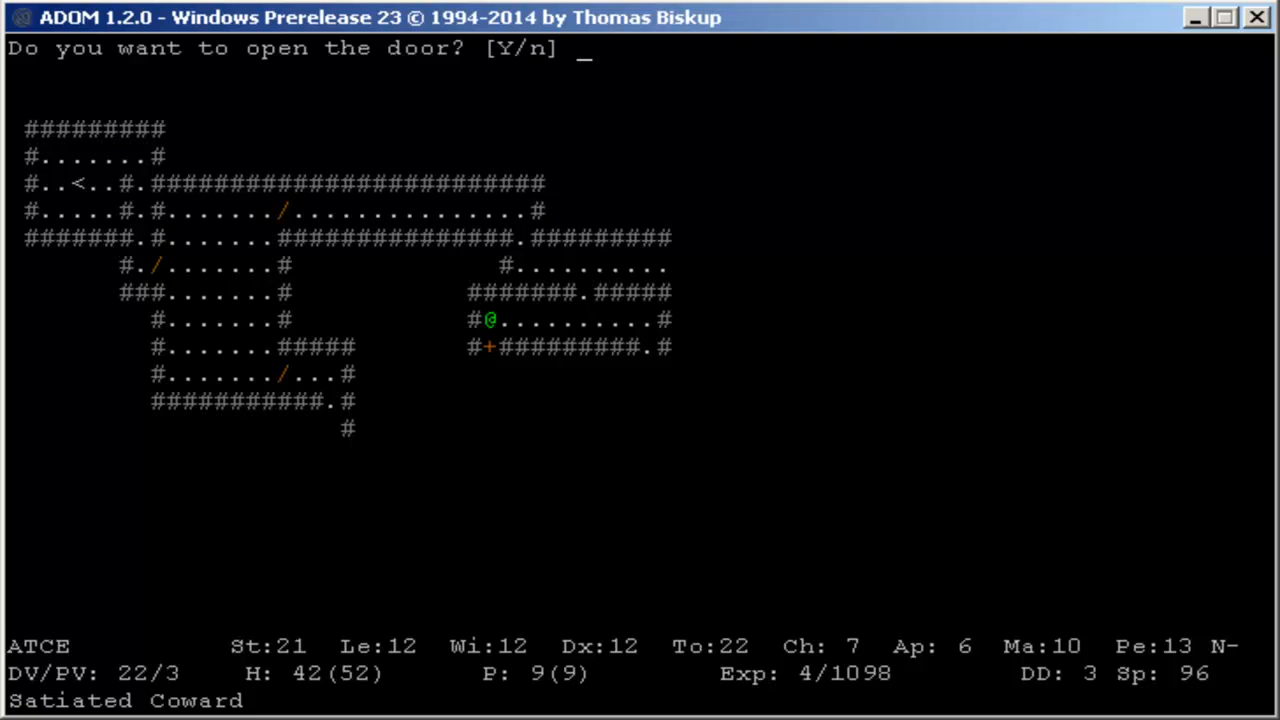 ADOM 1.2.0 - Windows Prerelease 23 © 1994-2014 by Thomas Biskup
Do you want to open the door? [Y/n] _
#########
#.......#
#..<..#.#########################
#.....#.#......./...............#
#######.#.......###############.#########
#./.......#              #..........
###.......#           #######.#####
#.......#           #@..........#
#.......#####       #+#########.#
#......./...#
###########.#
#
ATCE St:21 Le:12 Wi:12 Dx:12 To:22 Ch: 7 Ap: 6 Ma:10 Pe:13 N-
DV/PV: 22/3 H: 42(52) P: 9(9) Exp: 4/1098 DD: 3 Sp: 96
Satiated Coward